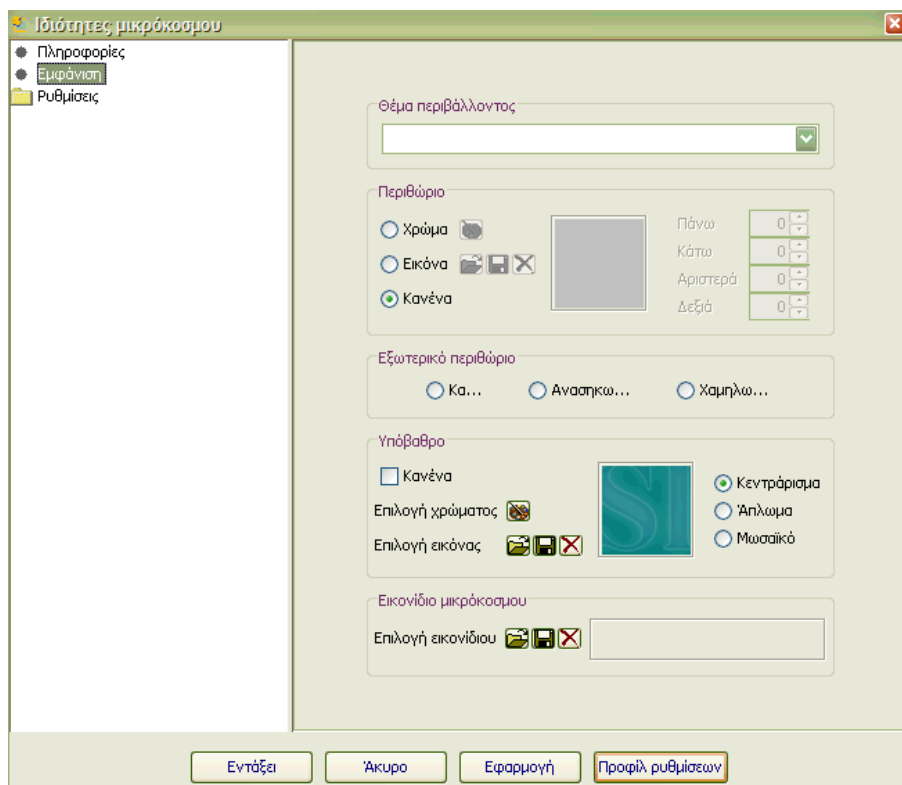 Ιδιότητες μικρόκοσμου
Πληροφορίες
Εμφάνιση
Ρυθμίσεις
Θέμα περιβάλλοντος
Περιθώριο
Χρώμα
Εικόνα
Κανένα
Πάνω 0
Κάτω 0
Αριστερά 0
Δεξιά 0
Εξωτερικό περιθώριο
Κα... Ανασηκω... Χαμηλω...
Υπόβαθρο
Κανένα
Επιλογή χρώματος
Επιλογή εικόνας
SI
Κεντράρισμα
Άπλωμα
Μωσαϊκό
Εικονίδιο μικρόκοσμου
Επιλογή εικονίδιου
Εντάξει Άκυρο Εφαρμογή Προφίλ ρυθμίσεων